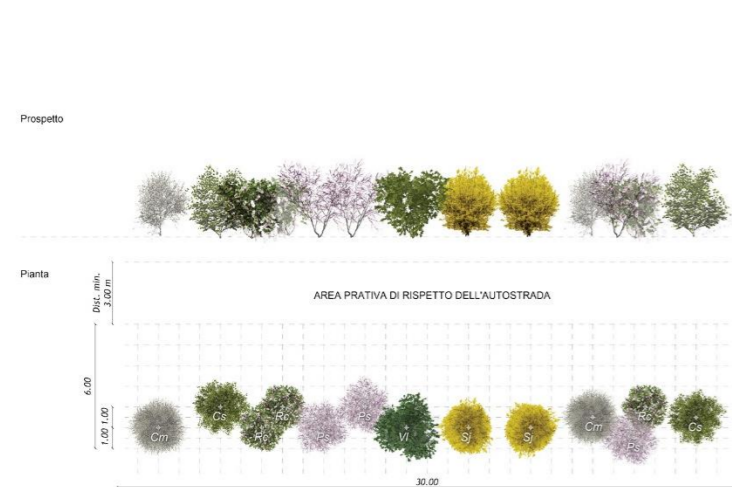 Prospetto
Pianta
Dist. min.
3.00 m
AREA PRATIVA DI RISPETTO DELL'AUTOSTRADA
6.00
1.00 1.00
Cm
Cs
Rc
Rc
Ps
Ps
Vl
Sj
Sj
Cm
Rc
Ps
Cs
30.00